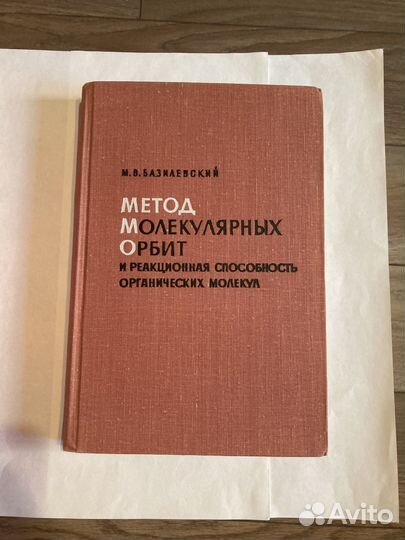 М.В.БАЗИЛЕВСКИЙ
МЕТОД
МОЛЕКУЛЯРНЫХ
ОРБИТ
И РЕАКЦИОННАЯ СПОСОБНОСТЬ
ОРГАНИЧЕСКИХ МОЛЕКУЛ
Avito